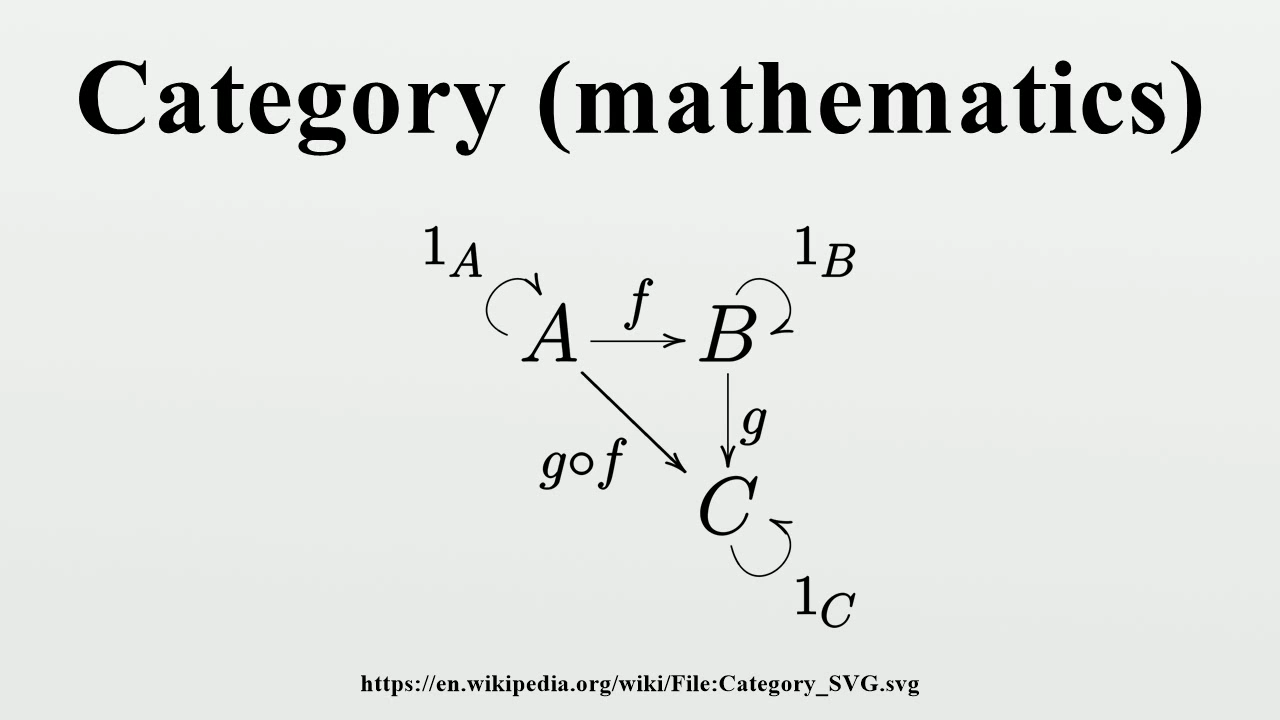 Category (mathematics)
1A 1B
f
A B
g
g∘f
C
1C
https://en.wikipedia.org/wiki/File:Category_SVG.svg